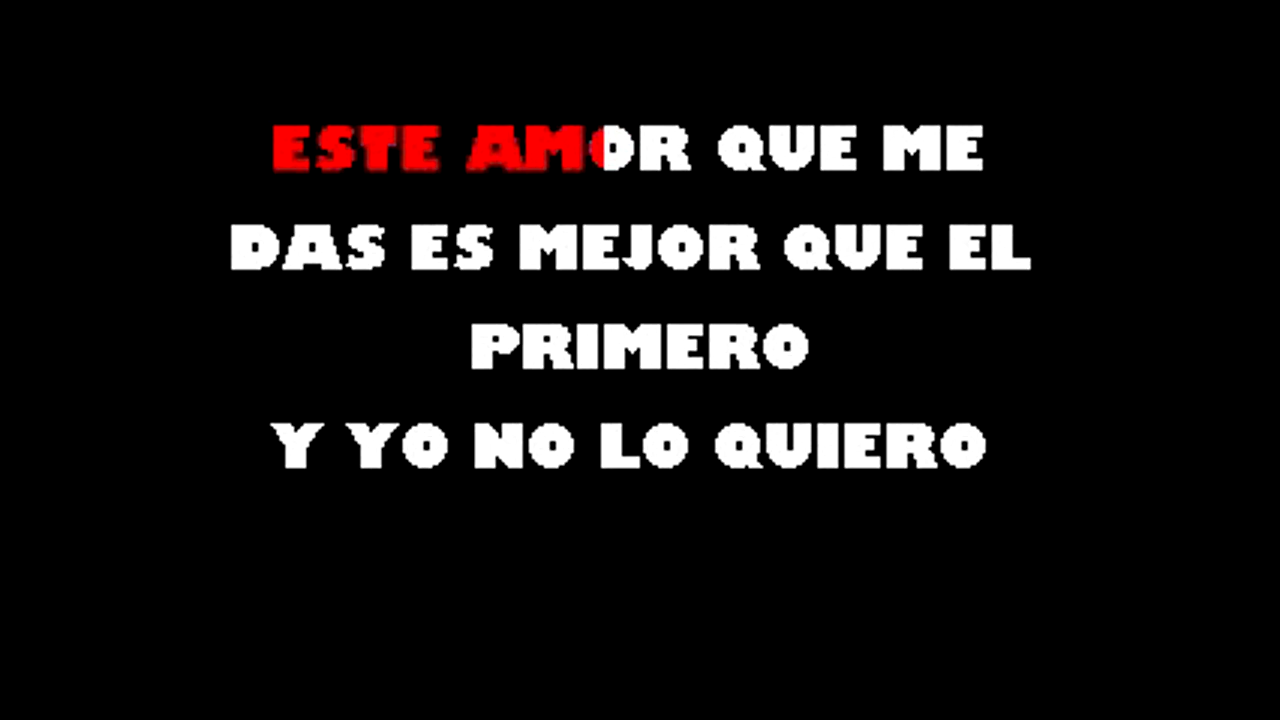 ESTE AMOR QUE ME
DAS ES MEJOR QUE EL
PRIMERO
Y YO NO LO QUIERO